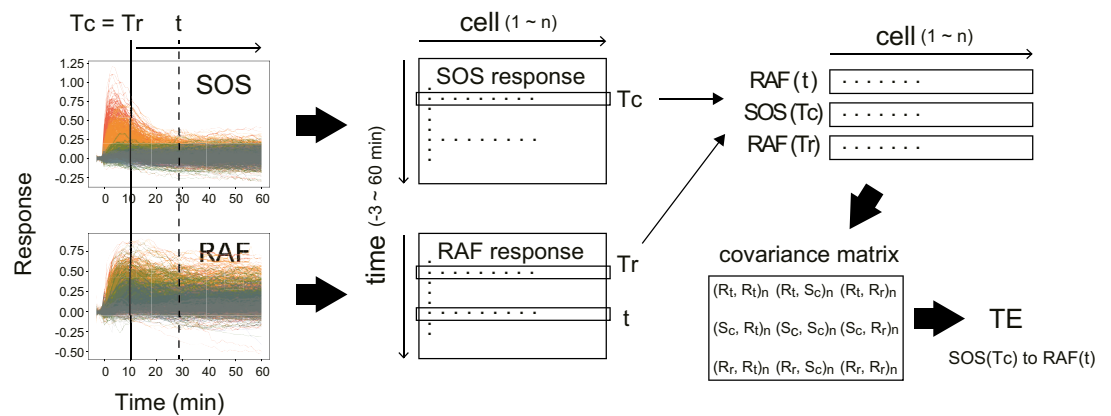 Tc = Tr
t
Response
1.25
1.00
0.75
0.50
0.25
0.00
-0.25
SOS
0 10 20 30 40 50 60
0.75
0.50
0.25
0.00
-0.25
-0.50
RAF
0 10 20 30 40 50 60
Time (min)
cell (1 ~ n)
time (-3 ~ 60 min)
SOS response
Tc
RAF response
Tr
t
cell (1 ~ n)
RAF(t)
SOS(Tc)
RAF(Tr)
covariance matrix
(Rt, Rt)n (Rt, Sc)n (Rt, Rr)n
(Sc, Rt)n (Sc, Sc)n (Sc, Rr)n
(Rr, Rt)n (Rr, Sc)n (Rr, Rr)n
TE
SOS(Tc) to RAF(t)